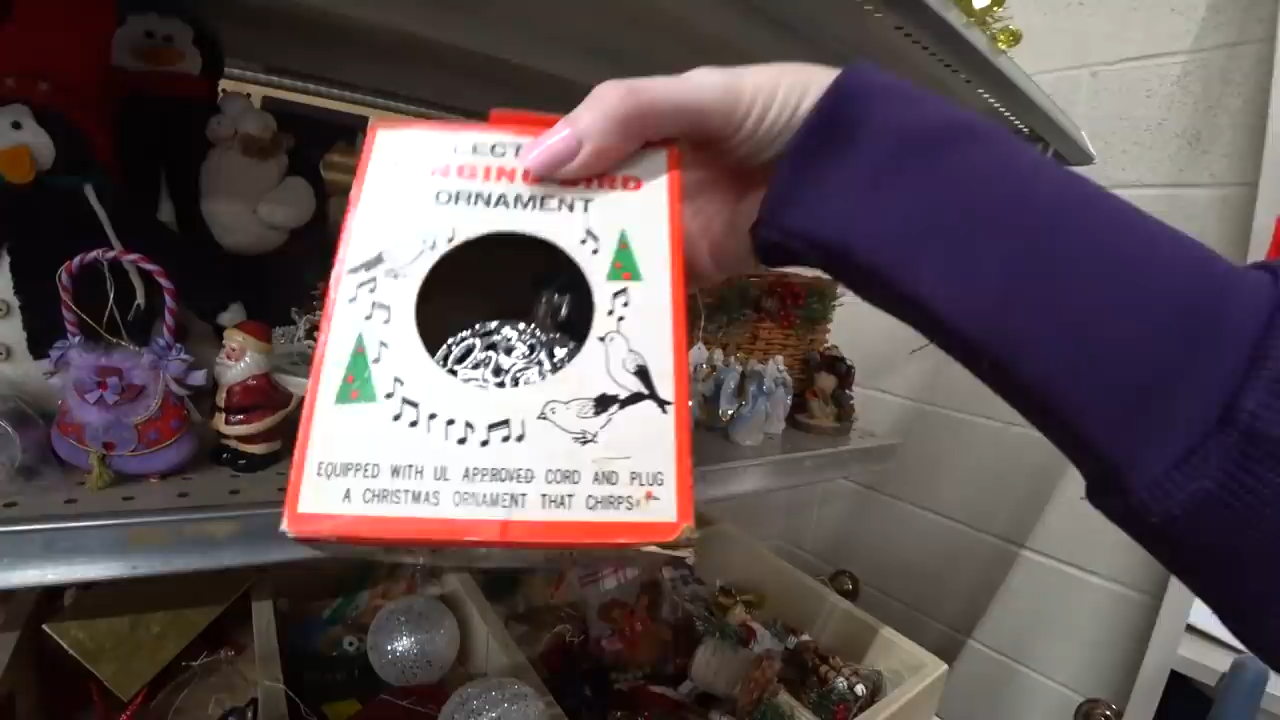 ORNAMENT
EQUIPPED WITH UL APPROVED CORD AND PLUG
A CHRISTMAS ORNAMENT THAT CHIRPS